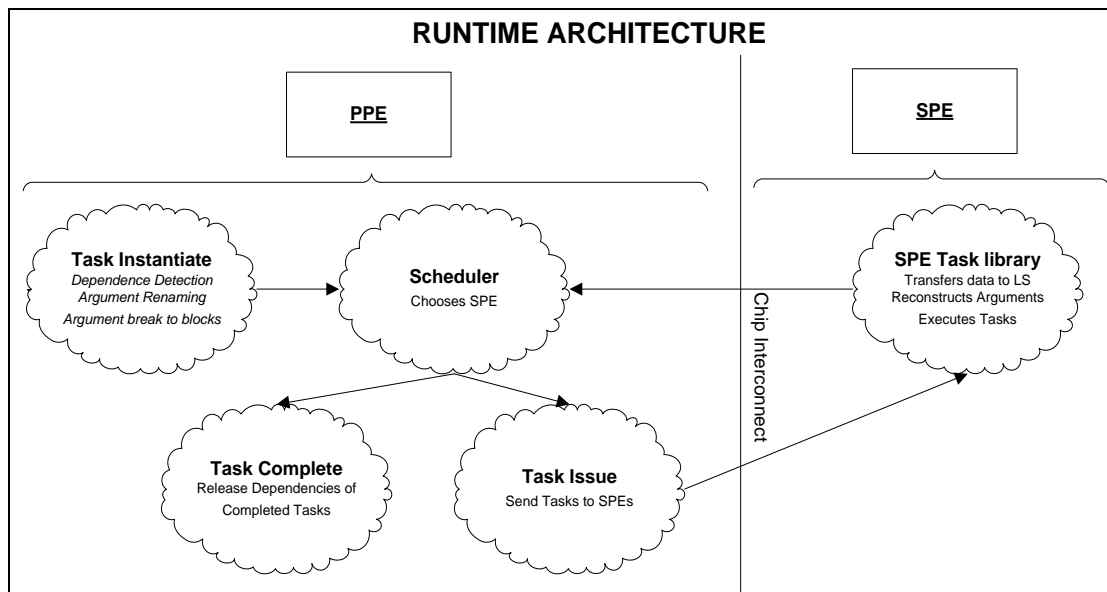 RUNTIME ARCHITECTURE
PPE
SPE
Task Instantiate
Dependence Detection
Argument Renaming
Argument break to blocks
Scheduler
Chooses SPE
SPE Task library
Transfers data to LS
Reconstructs Arguments
Executes Tasks
Chip Interconnect
Task Complete
Release Dependencies of
Completed Tasks
Task Issue
Send Tasks to SPEs